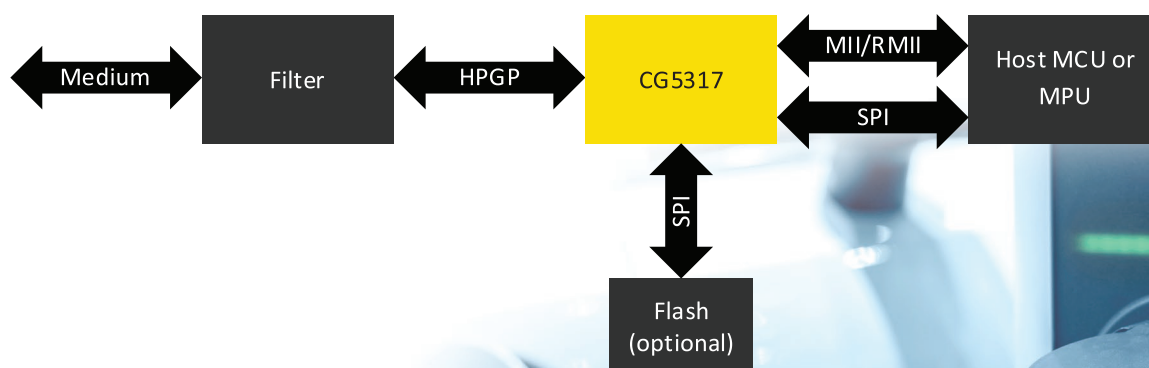 Medium
Filter
HPGP
CG5317
MII/RMII
SPI
Host MCU or
MPU
SPI
Flash
(optional)